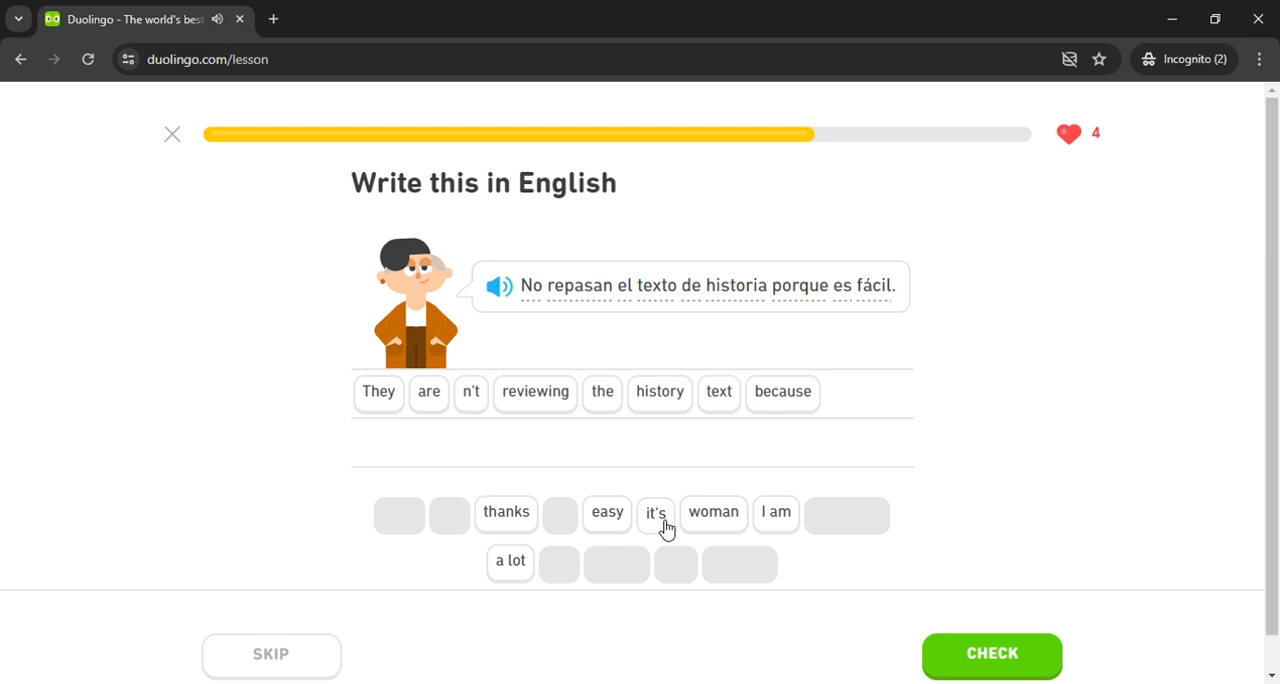 Duolingo - The world's bes
duolingo.com/lesson
Incognito (2)
4
Write this in English
No repasan el texto de historia porque es fácil.
They are n't reviewing the history text because
thanks easy it's woman I am
a lot
SKIP
CHECK